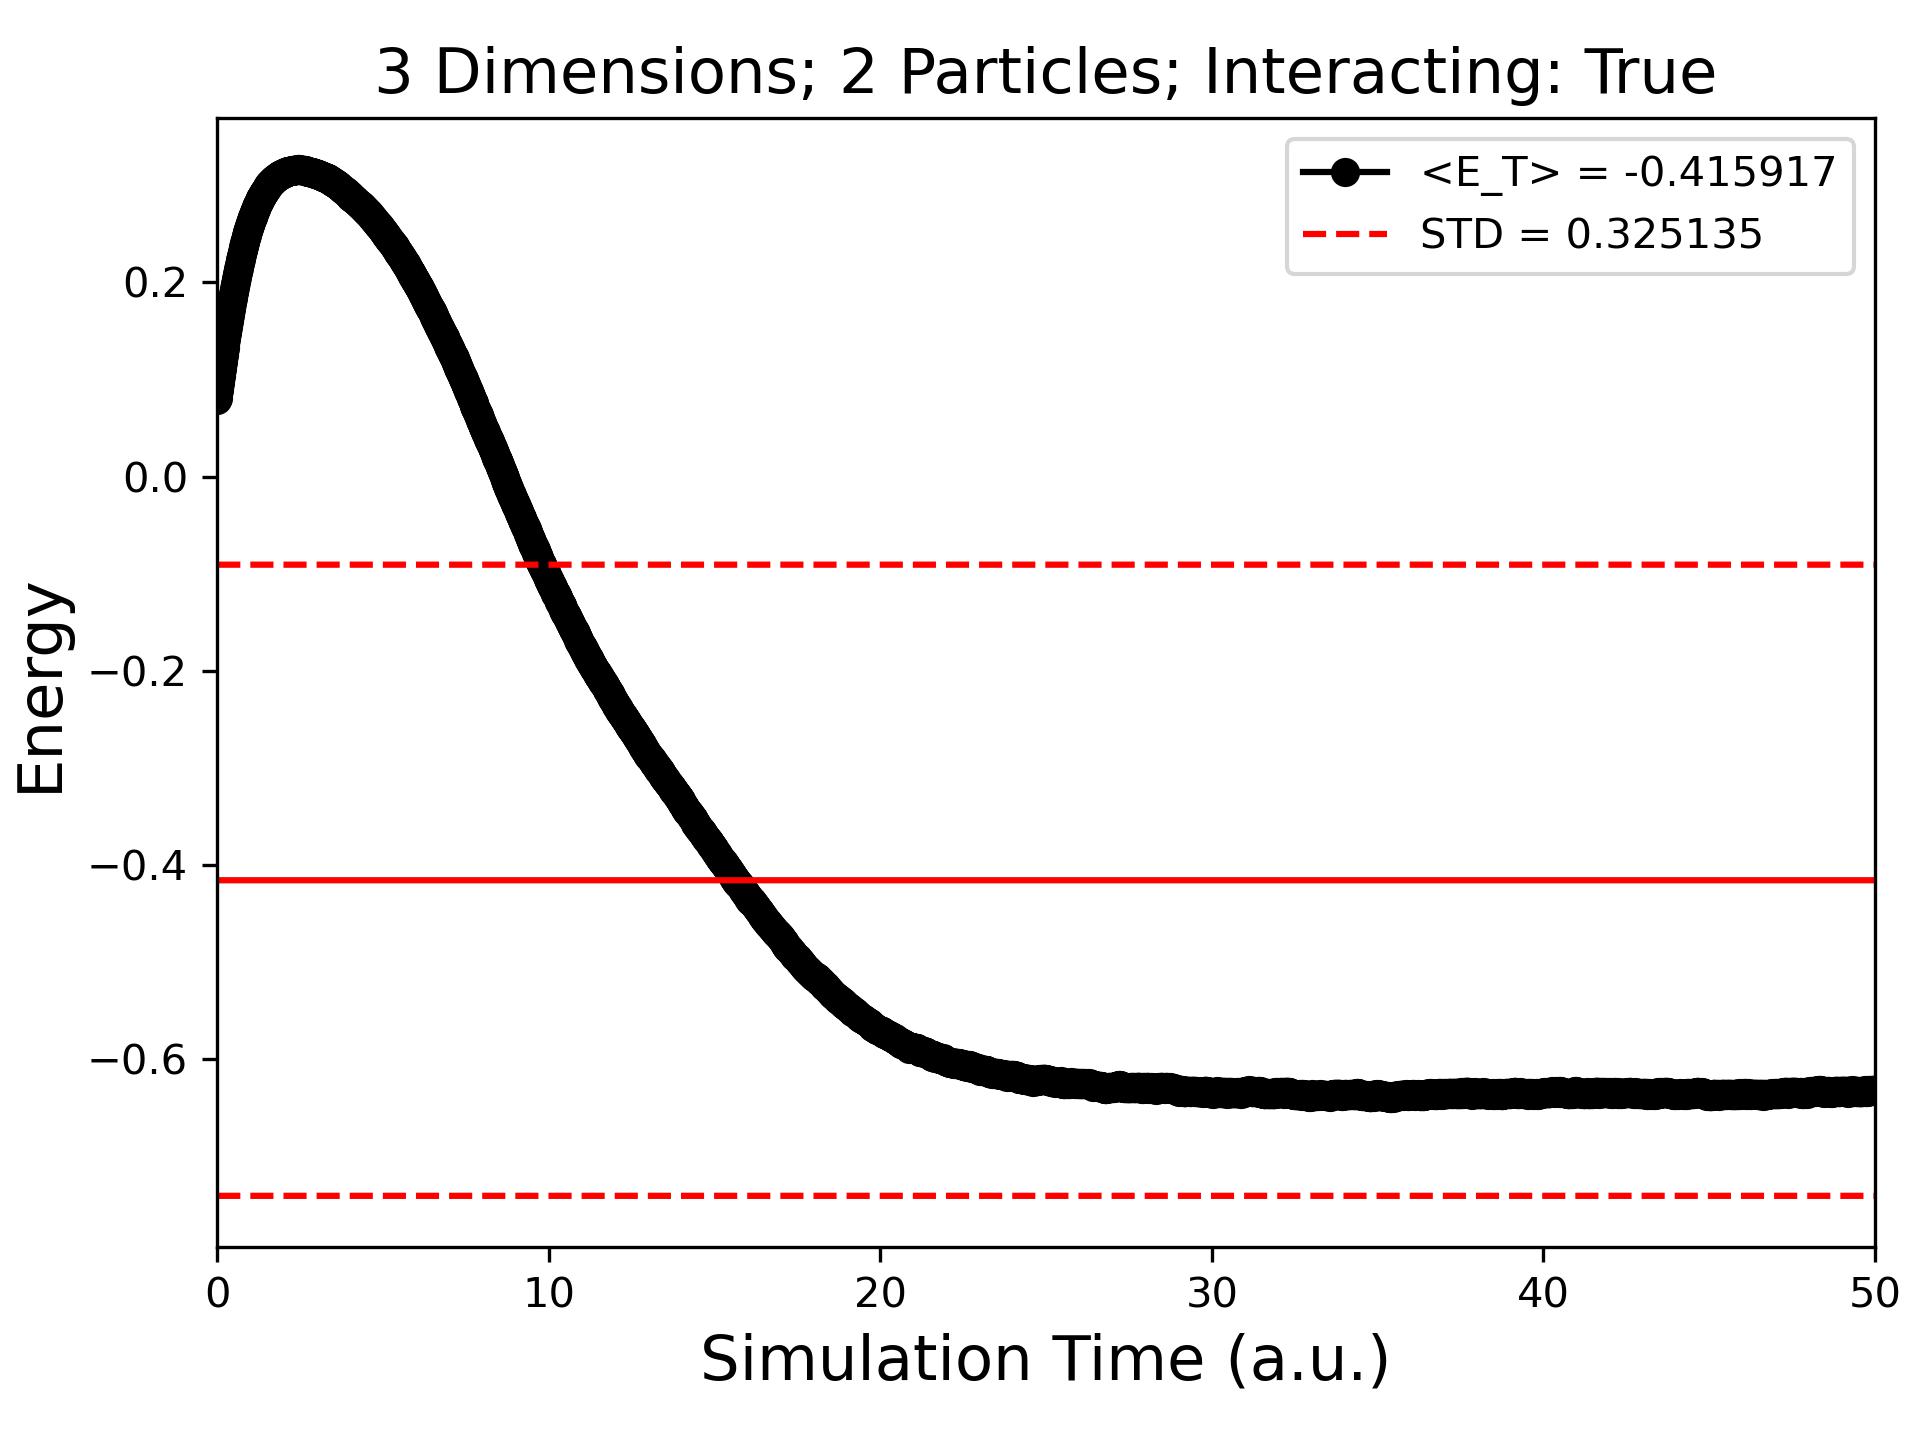 3 Dimensions; 2 Particles; Interacting: True
<E_T> = -0.415917
STD = 0.325135
Energy
0.2
0.0
−0.2
−0.4
−0.6
0 10 20 30 40 50
Simulation Time (a.u.)